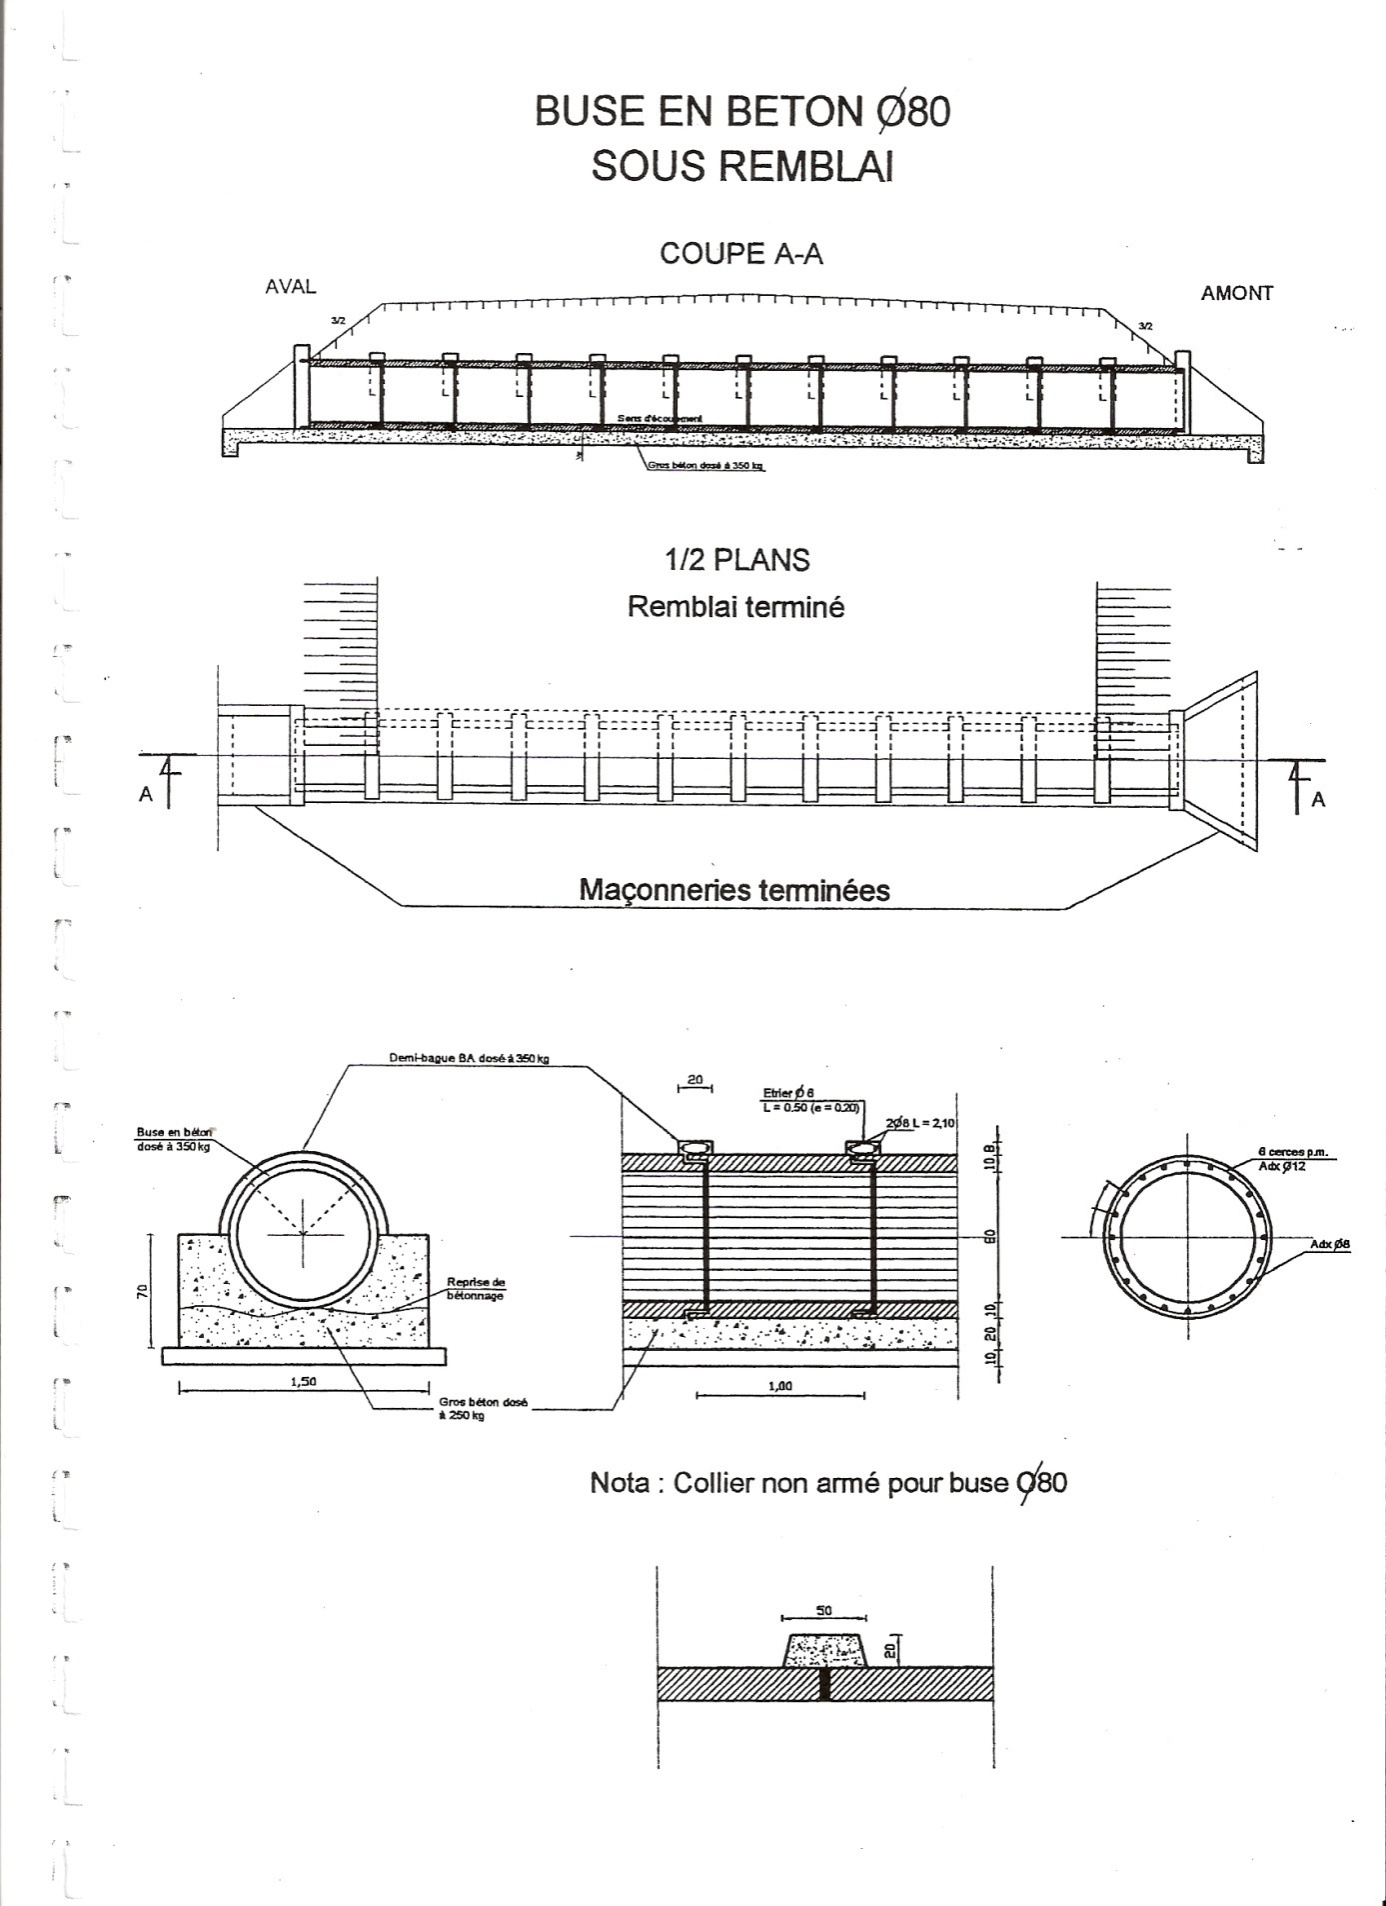 BUSE EN BETON Ø80
SOUS REMBLAI
COUPE A-A
AVAL
AMONT
3/2
3/2
L
L
L
L
L
L
L
L
L
L
L
Sens d'écoulement
Gros béton dosé à 350 kg
1/2 PLANS
Remblai terminé
A
A
Maçonneries terminées
Demi-bague BA dosé à 350 kg
20
Etrier Ø 6
L = 0.50 (e = 0.20)
2Ø8 L = 2,10
Buse en béton
dosé à 350 kg
6 cerces p.m.
Adx Ø12
Adx Ø8
10 8
80
10
20
10
70
Reprise de
bétonnage
1,50
1,00
Gros béton dosé
à 250 kg
Nota : Collier non armé pour buse Ø80
50
20